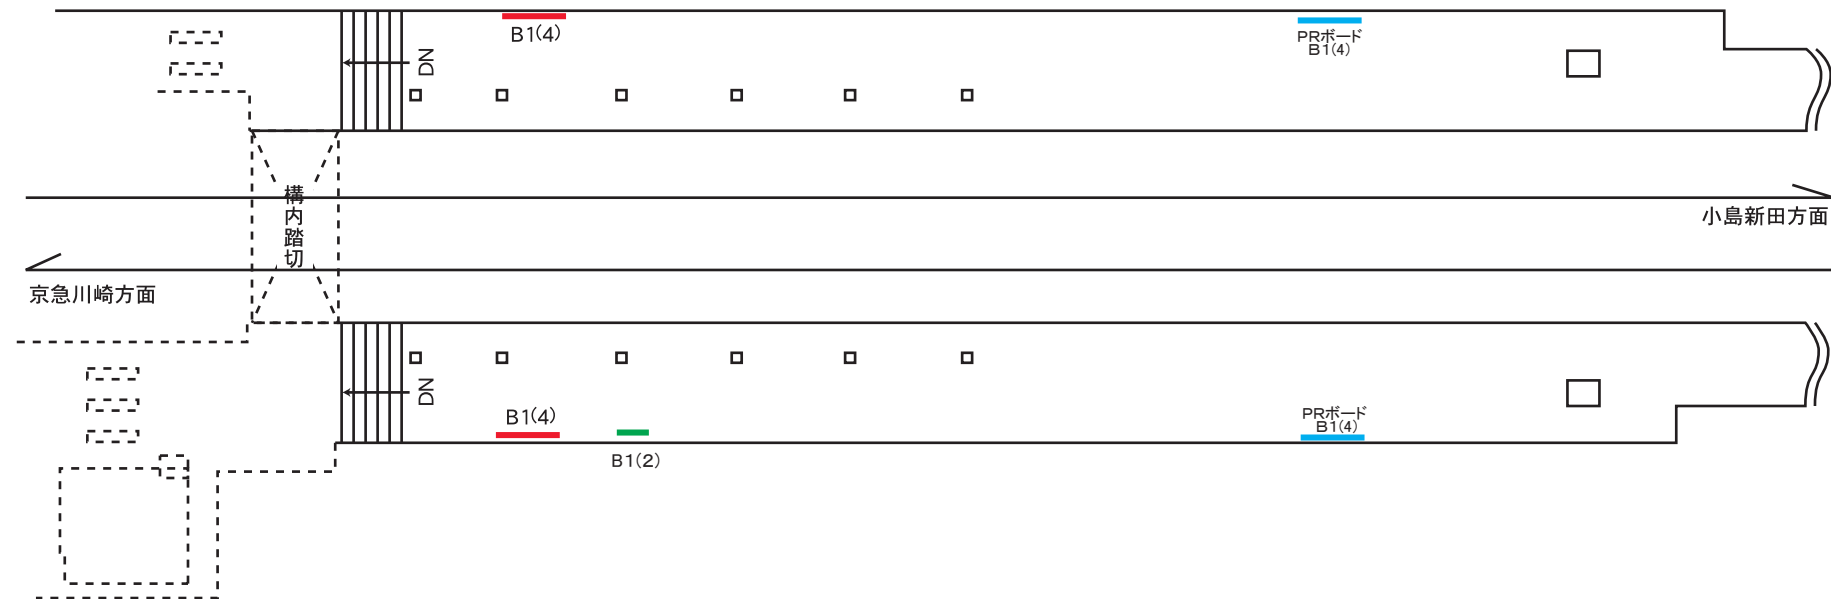 B1(4)
PRボード
B1(4)
DN
構内踏切
小島新田方面
京急川崎方面
DN
B1(4)
PRボード
B1(4)
B1(2)